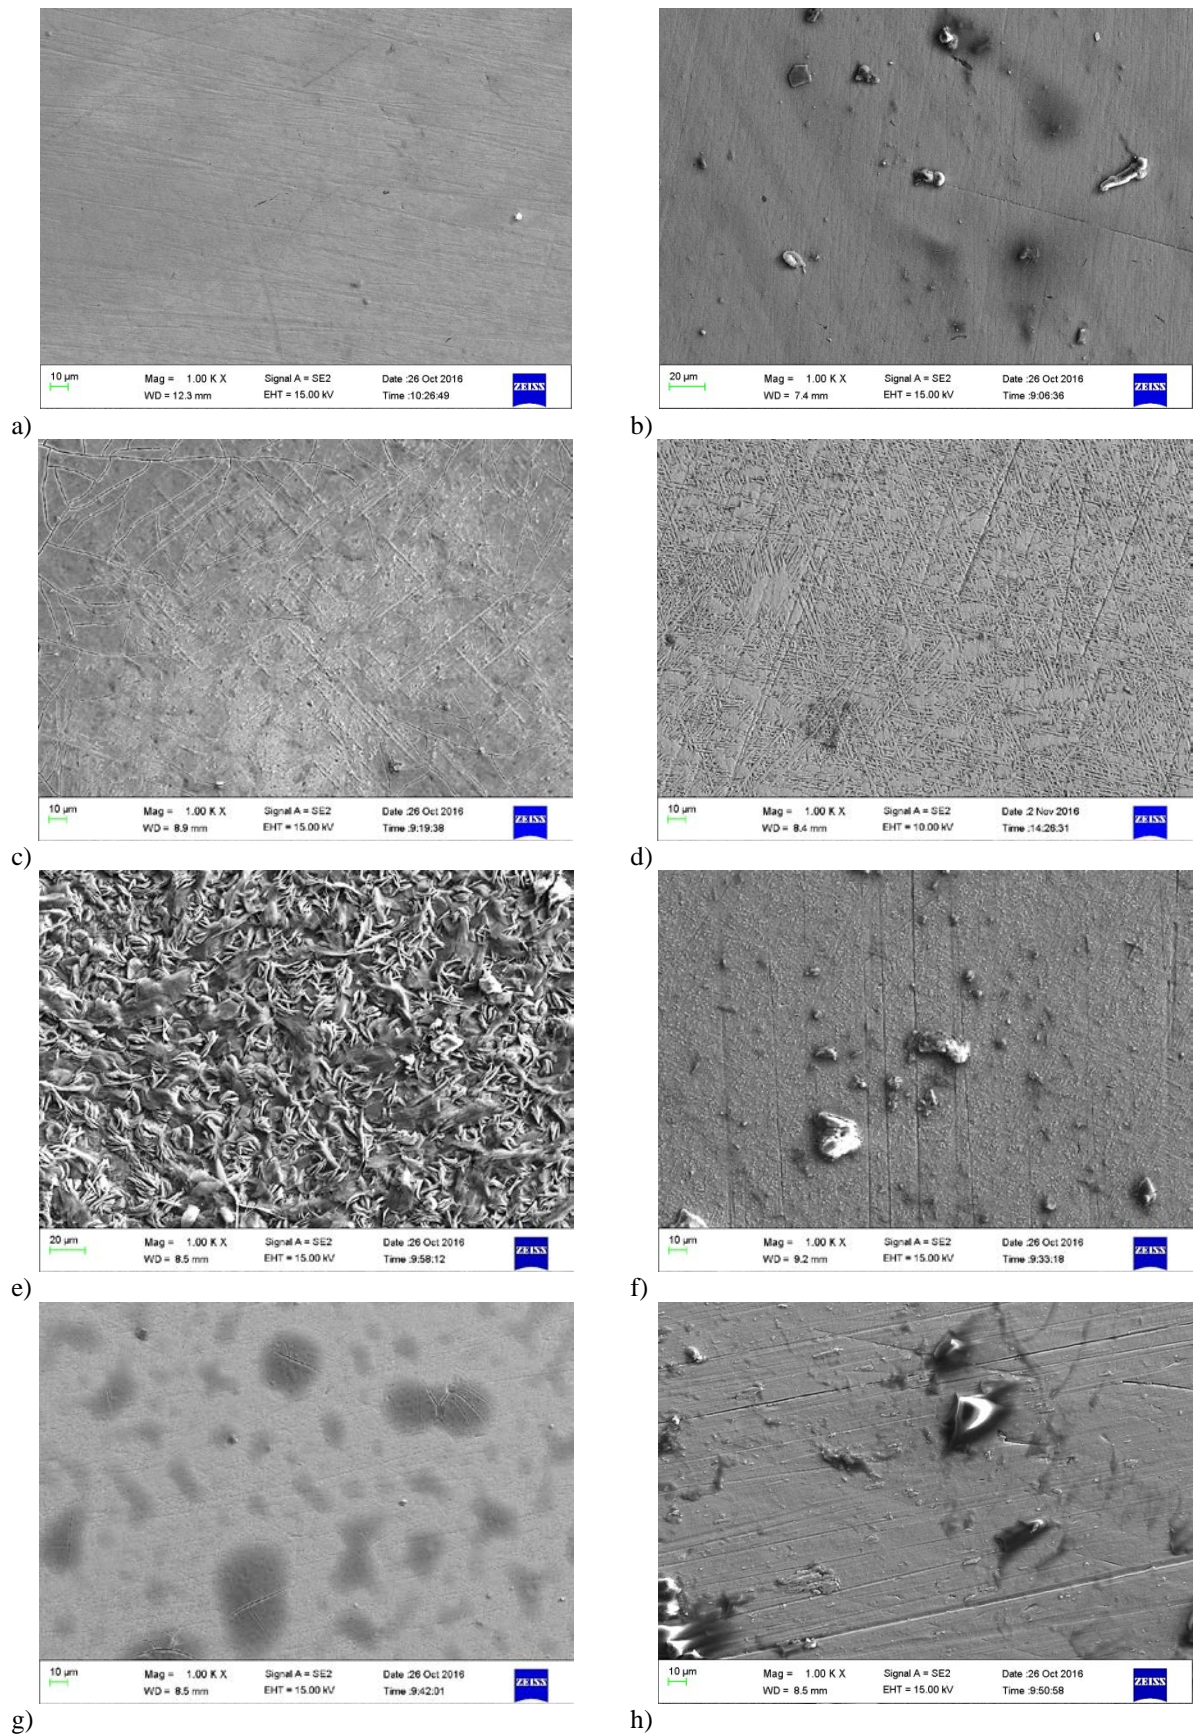 10 µm Mag = 1.00 K X Signal A = SE2 Date :26 Oct 2016 ZEISS
WD = 12.3 mm EHT = 15.00 kV Time :10:26:49
20 µm Mag = 1.00 K X Signal A = SE2 Date :26 Oct 2016 ZEISS
WD = 7.4 mm EHT = 15.00 kV Time :9:06:36
a) b)
10 µm Mag = 1.00 K X Signal A = SE2 Date :26 Oct 2016 ZEISS
WD = 8.9 mm EHT = 15.00 kV Time :9:19:38
10 µm Mag = 1.00 K X Signal A = SE2 Date :2 Nov 2016 ZEISS
WD = 8.4 mm EHT = 10.00 kV Time :14:26:31
c) d)
20 µm Mag = 1.00 K X Signal A = SE2 Date :26 Oct 2016 ZEISS
WD = 8.5 mm EHT = 15.00 kV Time :9:58:12
10 µm Mag = 1.00 K X Signal A = SE2 Date :26 Oct 2016 ZEISS
WD = 9.2 mm EHT = 15.00 kV Time :9:33:18
e) f)
10 µm Mag = 1.00 K X Signal A = SE2 Date :26 Oct 2016 ZEISS
WD = 8.5 mm EHT = 15.00 kV Time :9:42:01
10 µm Mag = 1.00 K X Signal A = SE2 Date :26 Oct 2016 ZEISS
WD = 8.5 mm EHT = 15.00 kV Time :9:50:58
g) h)